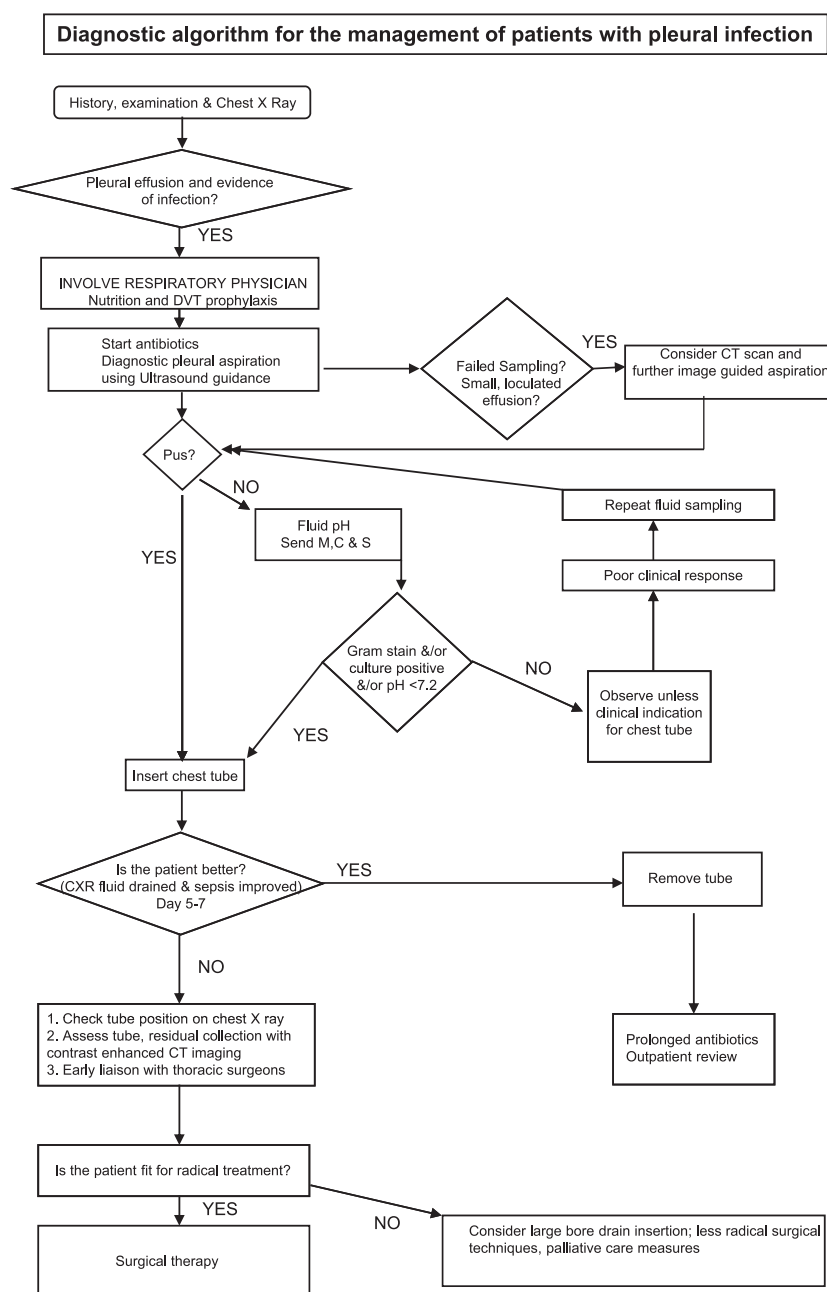 Diagnostic algorithm for the management of patients with pleural infection
History, examination & Chest X Ray
Pleural effusion and evidence
of infection?
YES
INVOLVE RESPIRATORY PHYSICIAN
Nutrition and DVT prophylaxis
Start antibiotics
Diagnostic pleural aspiration
using Ultrasound guidance
Failed Sampling?
Small, loculated
effusion?
YES
Consider CT scan and
further image guided aspiration
Pus?
NO
YES
Fluid pH
Send M,C & S
Repeat fluid sampling
Poor clinical response
Gram stain &/or
culture positive
&/or pH <7.2
NO
YES
Observe unless
clinical indication
for chest tube
Insert chest tube
Is the patient better?
(CXR fluid drained & sepsis improved)
Day 5-7
YES
Remove tube
NO
1. Check tube position on chest X ray
2. Assess tube, residual collection with
contrast enhanced CT imaging
3. Early liaison with thoracic surgeons
Prolonged antibiotics
Outpatient review
Is the patient fit for radical treatment?
YES
NO
Surgical therapy
Consider large bore drain insertion; less radical surgical
techniques, palliative care measures